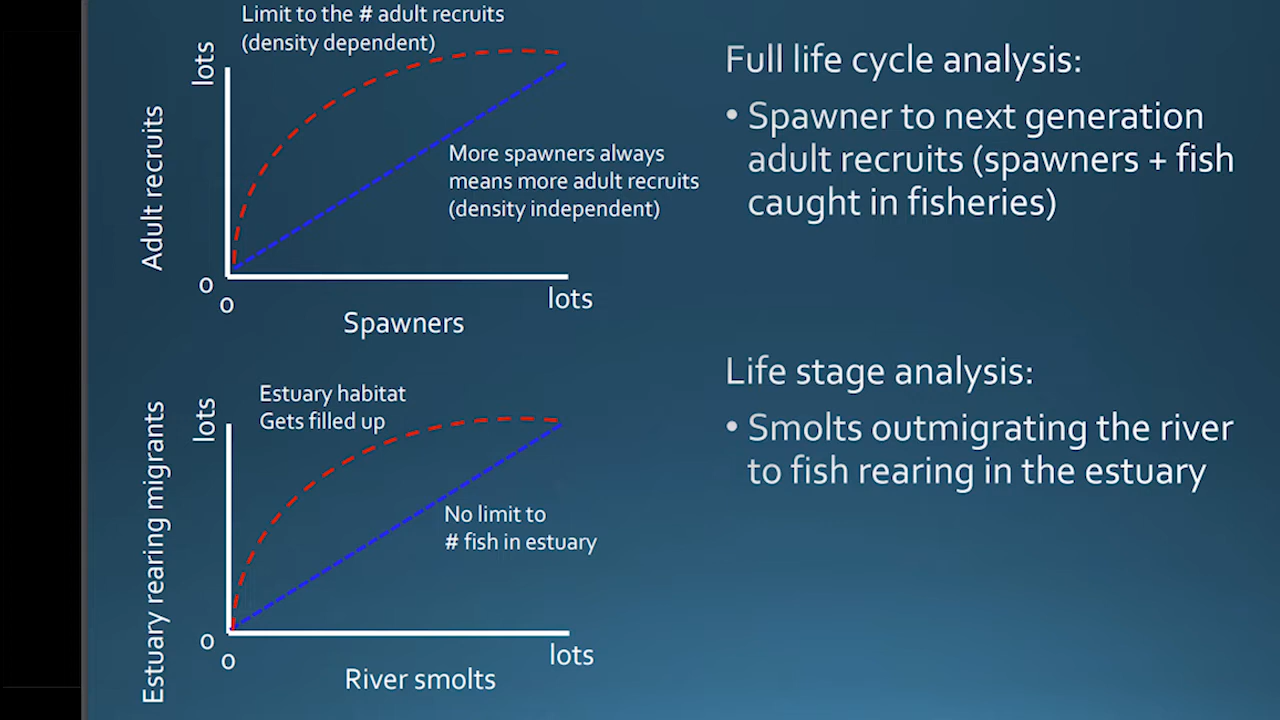 Limit to the # adult recruits
(density dependent)
lots
Adult recruits
More spawners always
means more adult recruits
(density independent)
0
0
lots
Spawners
Full life cycle analysis:
• Spawner to next generation
adult recruits (spawners + fish
caught in fisheries)
Estuary habitat
Gets filled up
lots
Estuary rearing migrants
No limit to
# fish in estuary
0
0
lots
River smolts
Life stage analysis:
• Smolts outmigrating the river
to fish rearing in the estuary